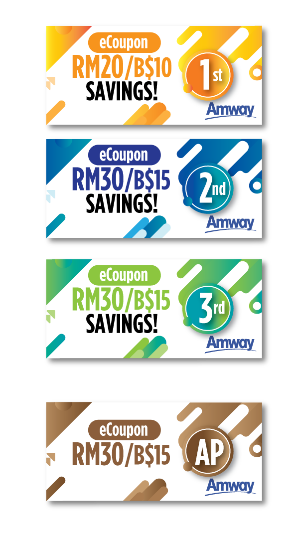 eCoupon
RM20/B$10
SAVINGS!
1st
Amway
eCoupon
RM30/B$15
SAVINGS!
2nd
Amway
eCoupon
RM30/B$15
SAVINGS!
3rd
Amway
eCoupon
RM30/B$15
AP
Amway